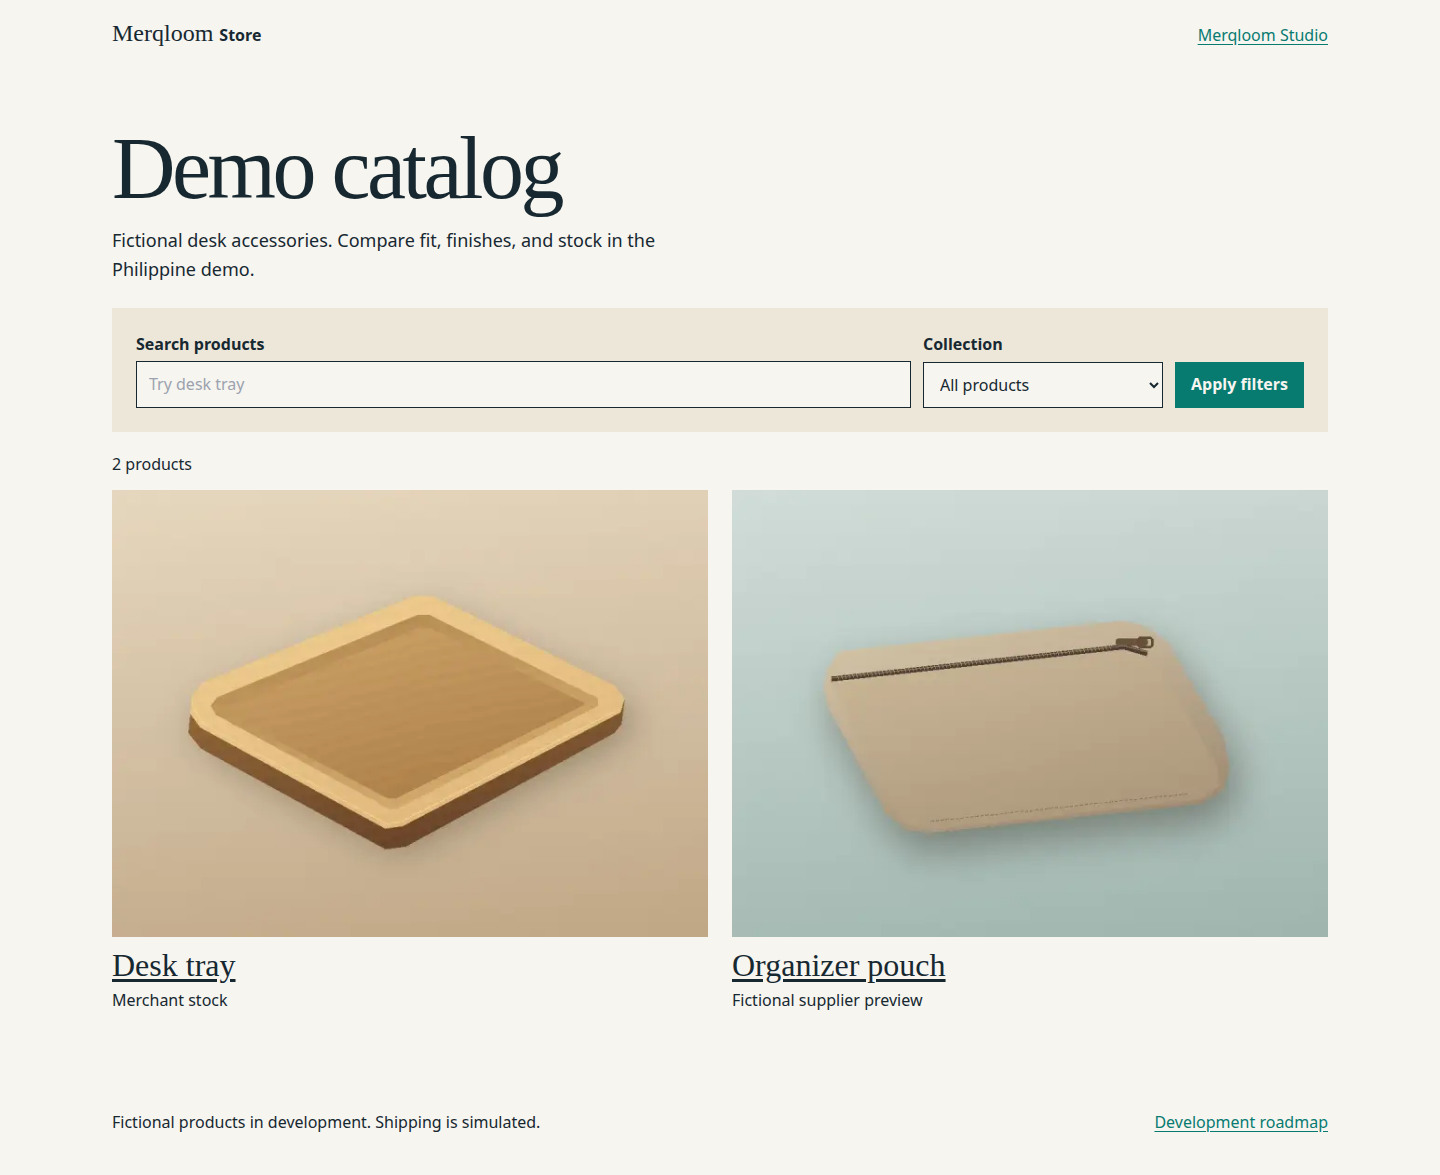 Merqloom Store
Merqloom Studio
Demo catalog
Fictional desk accessories. Compare fit, finishes, and stock in the
Philippine demo.
Search products
Collection
Try desk tray
All products
Apply filters
2 products
Desk tray
Organizer pouch
Merchant stock
Fictional supplier preview
Fictional products in development. Shipping is simulated.
Development roadmap